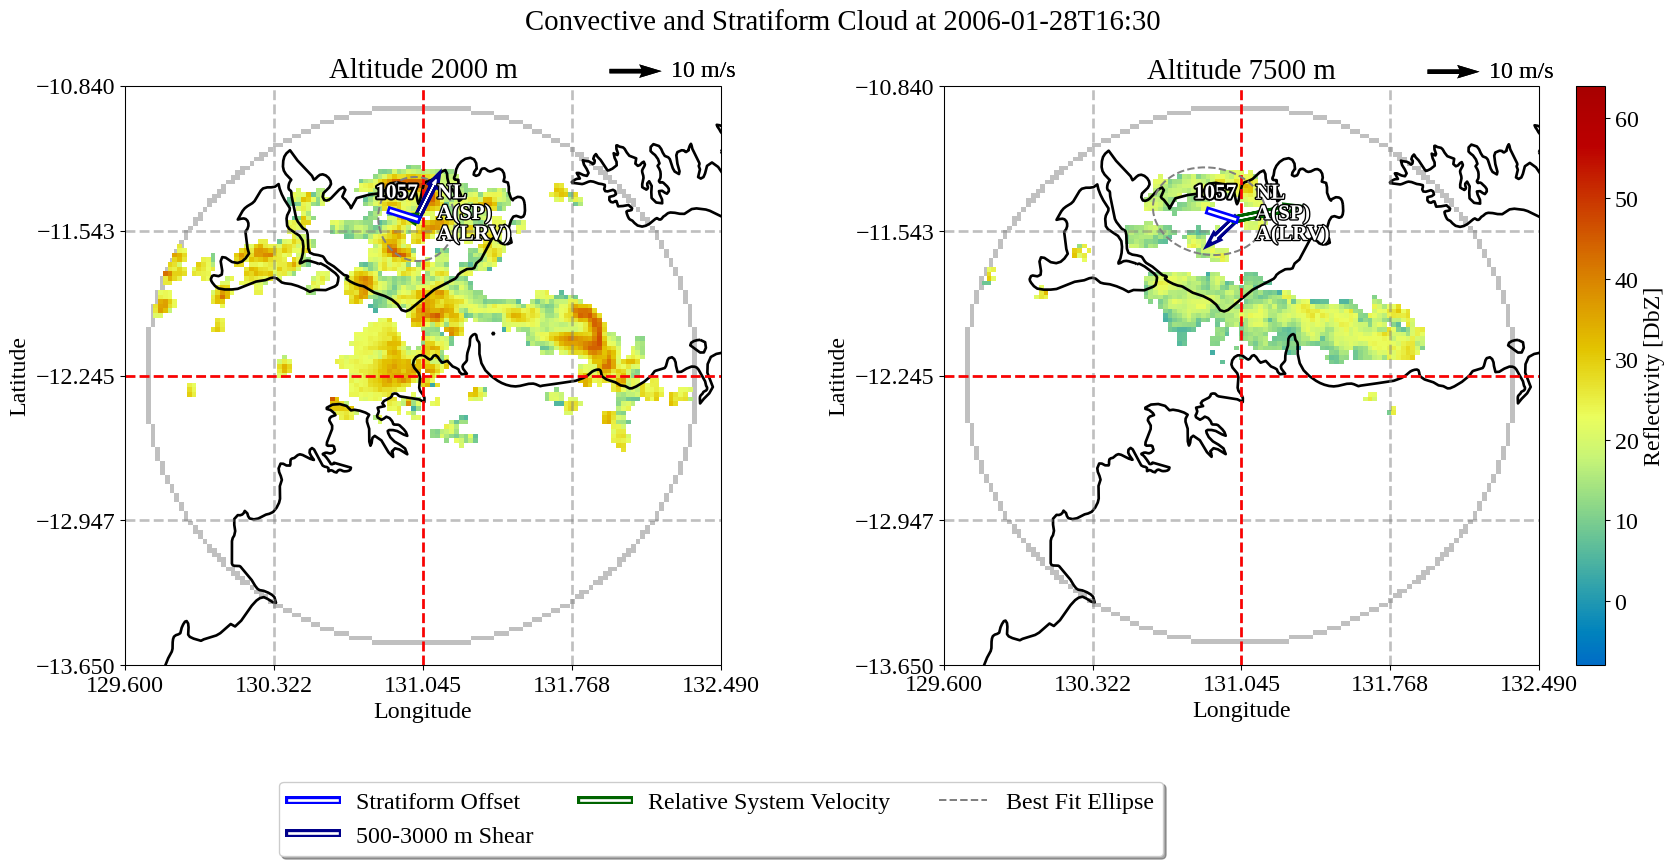 Convective and Stratiform Cloud at 2006-01-28T16:30
Altitude 2000 m
10 m/s
−10.840
−11.543
−12.245
−12.947
−13.650
Latitude
1057
NL
A(SP)
A(LRV)
129.600
130.322
131.045
131.768
132.490
Longitude
Altitude 7500 m
10 m/s
−10.840
−11.543
−12.245
−12.947
−13.650
Latitude
1057
NL
A(SP)
A(LRV)
129.600
130.322
131.045
131.768
132.490
Longitude
60
50
40
30
20
10
0
Reflectivity [DbZ]
Stratiform Offset
500-3000 m Shear
Relative System Velocity
Best Fit Ellipse